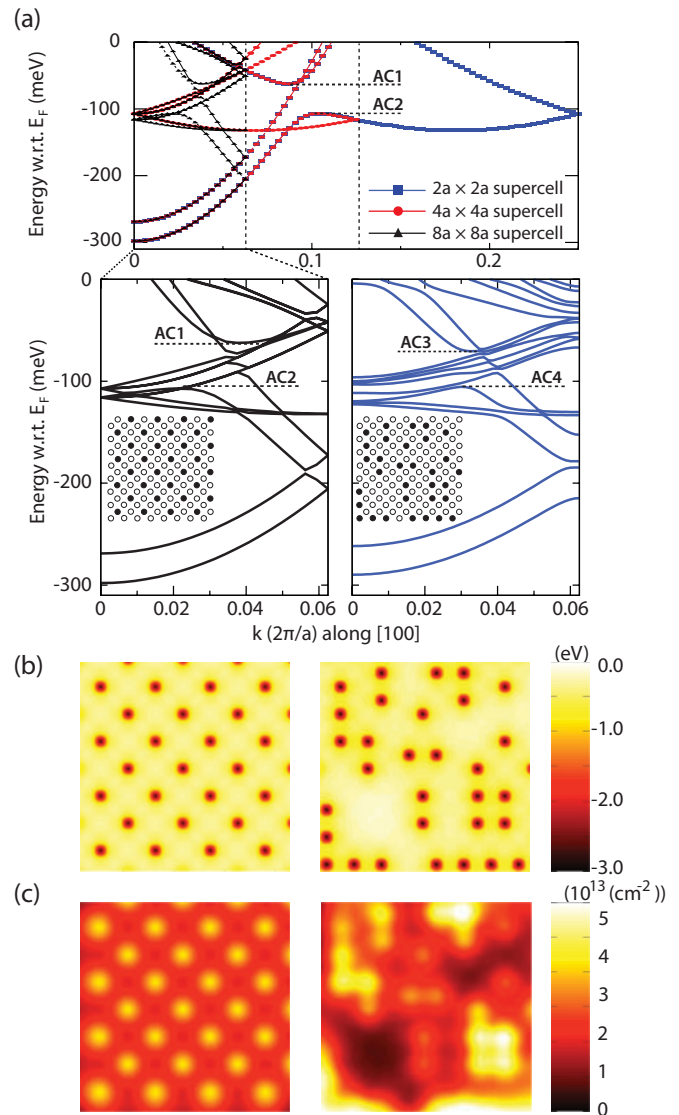 (a)
0
-100
-200
-300
Energy w.r.t. E_F (meV)
AC1
AC2
2a × 2a supercell
4a × 4a supercell
8a × 8a supercell
0 0.1 0.2
0
-100
-200
-300
Energy w.r.t. E_F (meV)
AC1
AC2
AC3
AC4
0 0.02 0.04 0.06
0 0.02 0.04 0.06
k (2π/a) along [100]
(b)
(eV)
0.0
-1.0
-2.0
-3.0
(c)
(10^13 (cm^-2 ))
5
4
3
2
1
0